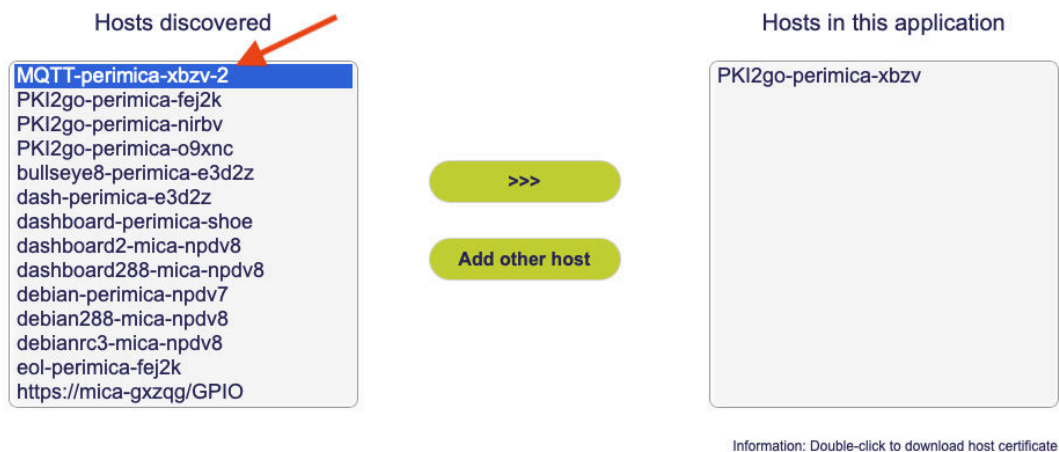 Hosts discovered
MQTT-perimica-xbzv-2
PKI2go-perimica-fej2k
PKI2go-perimica-nirbv
PKI2go-perimica-o9xnc
bullseye8-perimica-e3d2z
dash-perimica-e3d2z
dashboard-perimica-shoe
dashboard2-mica-npdv8
dashboard288-mica-npdv8
debian-perimica-npdv7
debian288-mica-npdv8
debianrc3-mica-npdv8
eol-perimica-fej2k
https://mica-gxzqg/GPIO
>>>
Add other host
Hosts in this application
PKI2go-perimica-xbzv
Information: Double-click to download host certificate